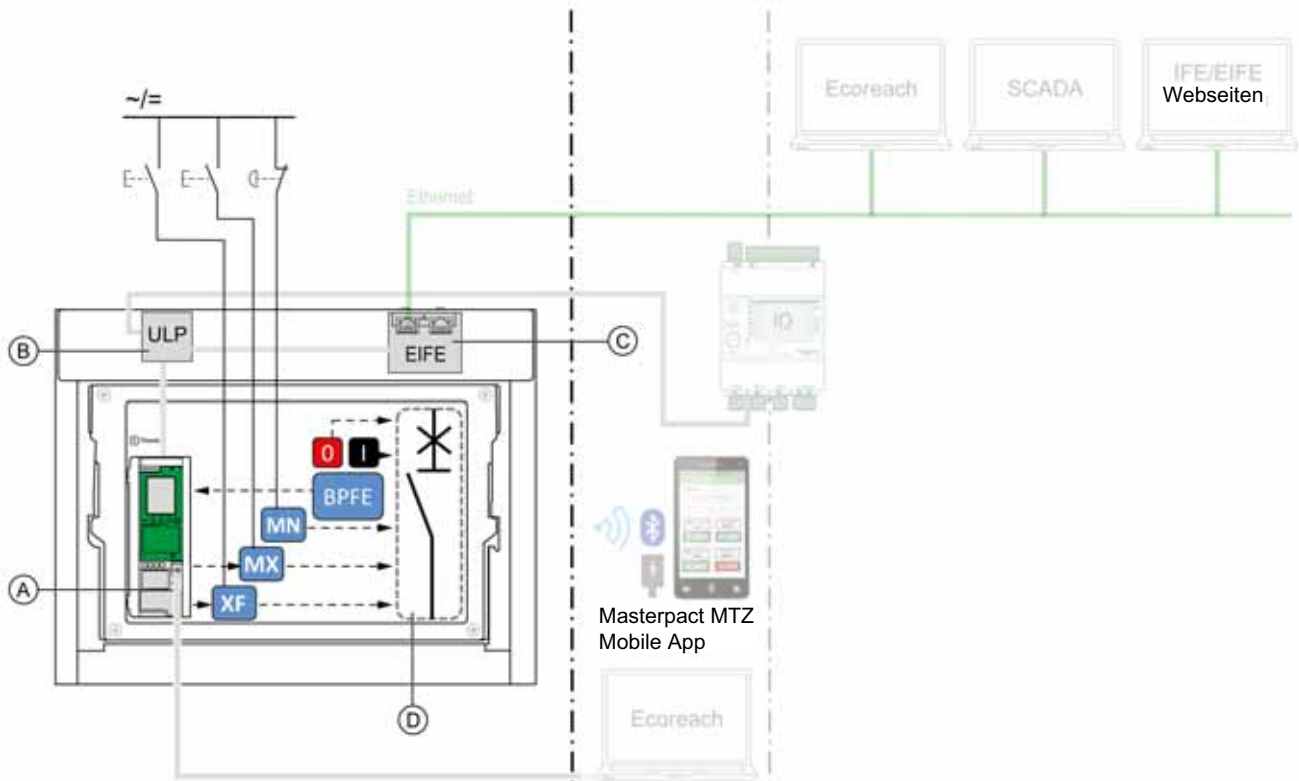 Ecoreach
SCADA
IFE/EIFE
Webseiten
~/=
E
E
Ethernet
ULP
IO
B
EIFE
C
0
I
BPFE
MN
MX
A
XF
Masterpact MTZ
Mobile App
D
Ecoreach